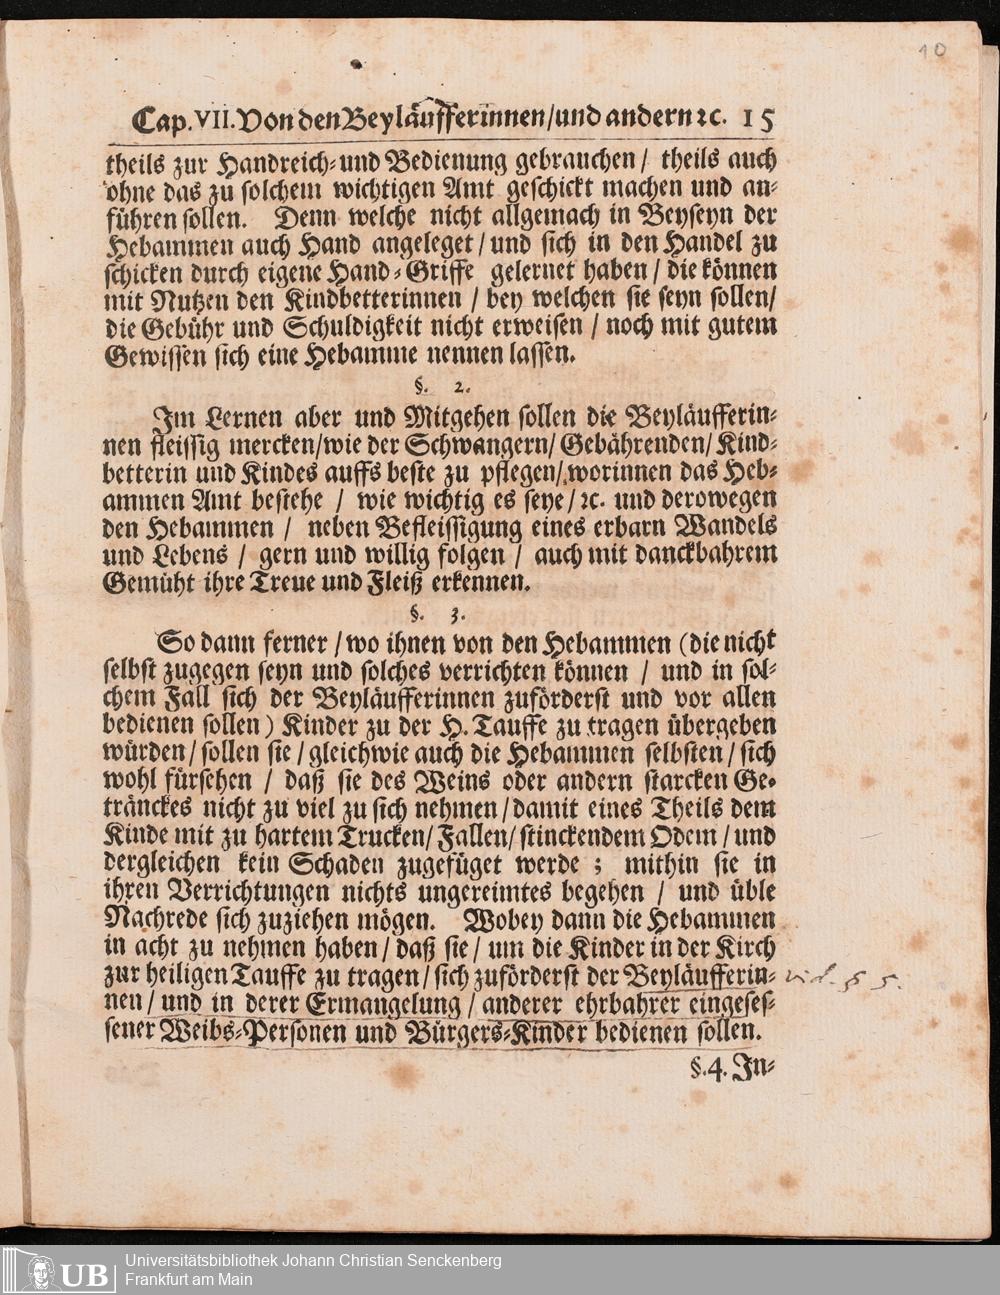 10
Cap. VII. Von den Beyläufferinnen/und andern ꝛc. 15
theils zur Handreich-und Bedienung gebrauchen/ theils auch
ohne das zu solchem wichtigen Amt geschickt machen und an-
führen sollen. Denn welche nicht allgemach in Beyseyn der
Hebammen auch Hand angeleget/und sich in den Handel zu
schicken durch eigene Hand-Griffe gelernet haben/die können
mit Nutzen den Kindbetterinnen/bey welchen sie seyn sollen/
die Gebühr und Schuldigkeit nicht erweisen/noch mit gutem
Gewissen sich eine Hebamme nennen lassen.
§. 2.
Im Lernen aber und Mitgehen sollen die Beyläufferin-
nen fleissig mercken/wie der Schwangern/Gebährenden/Kind-
betterin und Kindes auffs beste zu pflegen/worinnen das Heb-
ammen Amt bestehe/ wie wichtig es seye/ꝛc. und derowegen
den Hebammen/ neben Befleissigung eines erbarn Wandels
und Lebens/ gern und willig folgen/ auch mit danckbahrem
Gemüht ihre Treue und Fleiß erkennen.
§. 3.
So dann ferner/wo ihnen von den Hebammen (die nicht
selbst zugegen seyn und solches verrichten können/ und in sol-
chem Fall sich der Beyläufferinnen zuförderst und vor allen
bedienen sollen) Kinder zu der H. Tauffe zu tragen übergeben
würden/sollen sie/gleichwie auch die Hebammen selbsten/sich
wohl fürsehen/ daß sie des Weins oder andern starcken Ge-
tränckes nicht zu viel zu sich nehmen/damit eines Theils dem
Kinde mit zu hartem Trucken/Fallen/stinckendem Odem/und
dergleichen kein Schaden zugefüget werde; mithin sie in
ihren Verrichtungen nichts ungereimtes begehen/ und üble
Nachrede sich zuziehen mögen. Wobey dann die Hebammen
in acht zu nehmen haben/daß sie/um die Kinder in der Kirch
zur heiligen Tauffe zu tragen/sich zuförderst der Beyläufferin- vid. § 5.
nen/und in derer Ermangelung/anderer ehrbahrer eingeses-
sener Weibs-Personen und Bürgers-Kinder bedienen sollen.
§. 4. In-
UB
Universitätsbibliothek Johann Christian Senckenberg
Frankfurt am Main